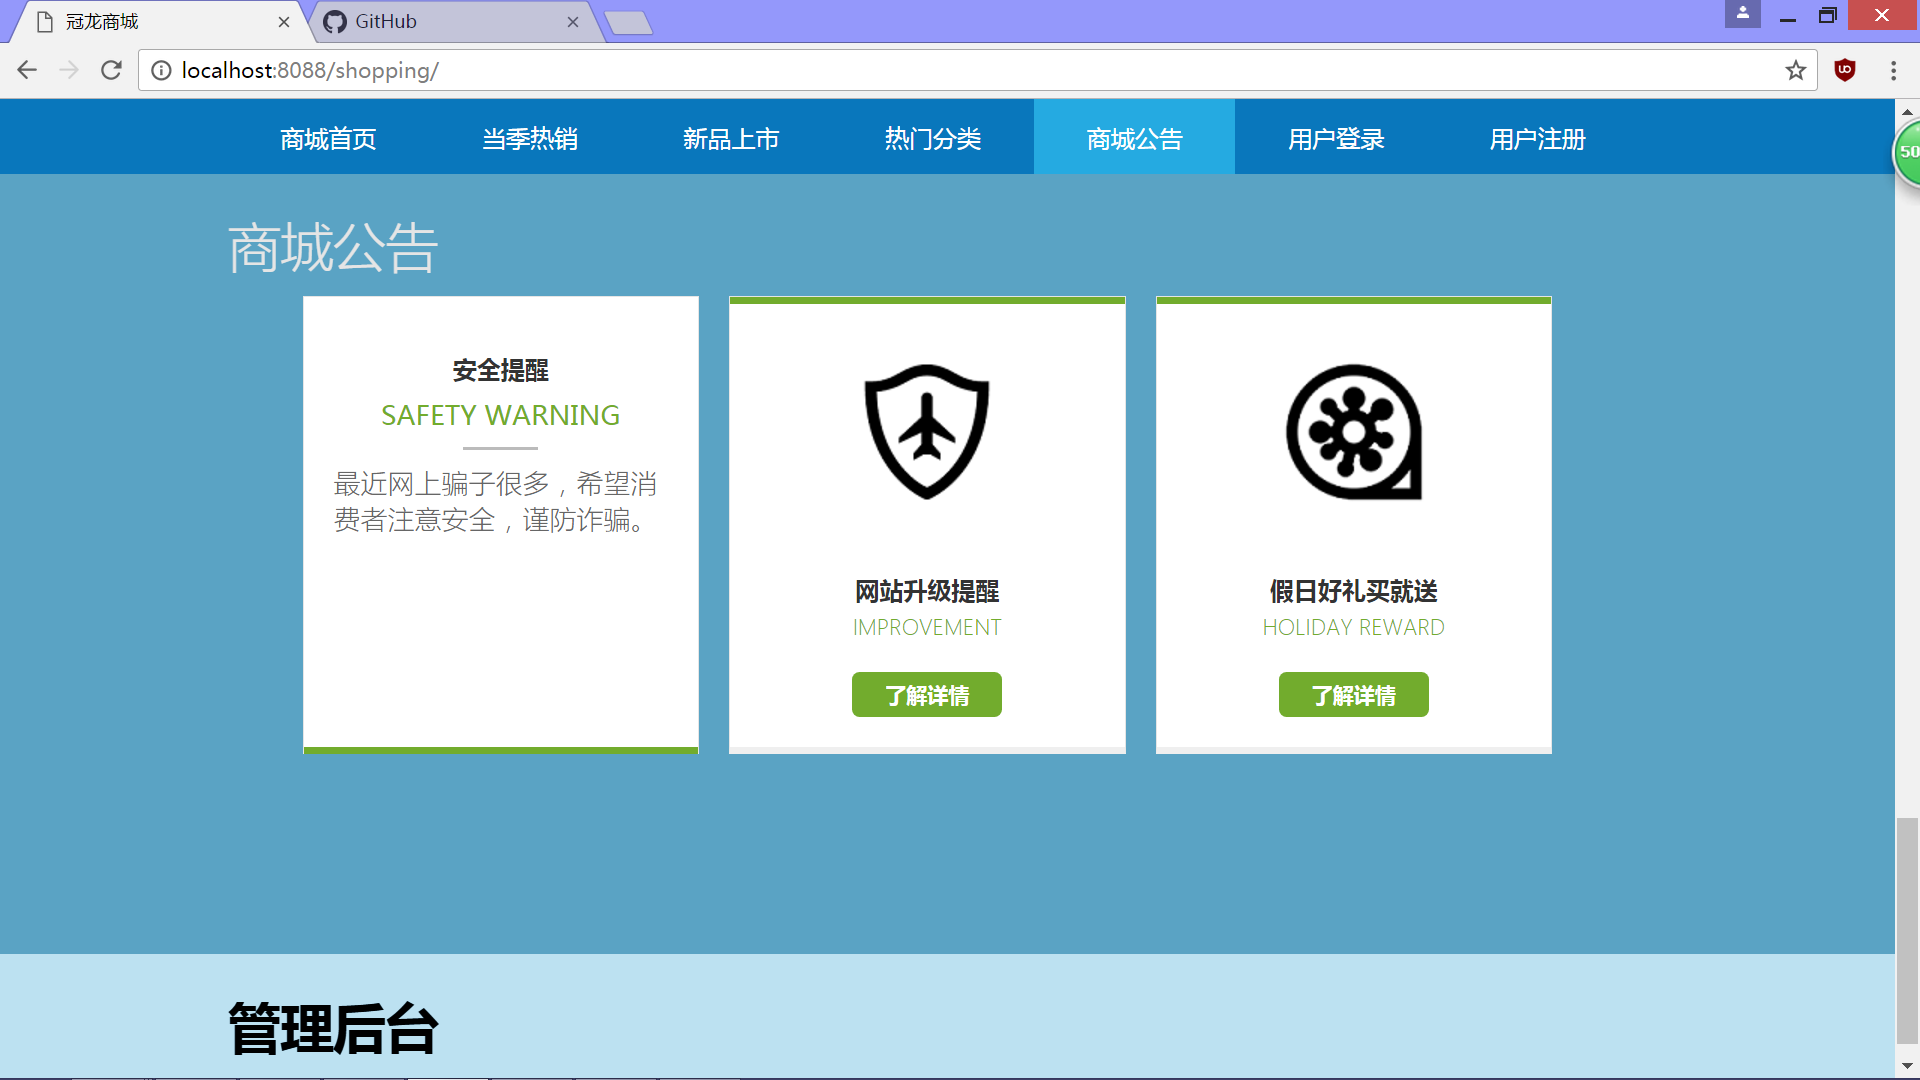 冠龙商城
GitHub
localhost:8088/shopping/
商城首页
当季热销
新品上市
热门分类
商城公告
用户登录
用户注册
50
商城公告
安全提醒
SAFETY WARNING
最近网上骗子很多，希望消
费者注意安全，谨防诈骗。
网站升级提醒
IMPROVEMENT
了解详情
假日好礼买就送
HOLIDAY REWARD
了解详情
管理后台